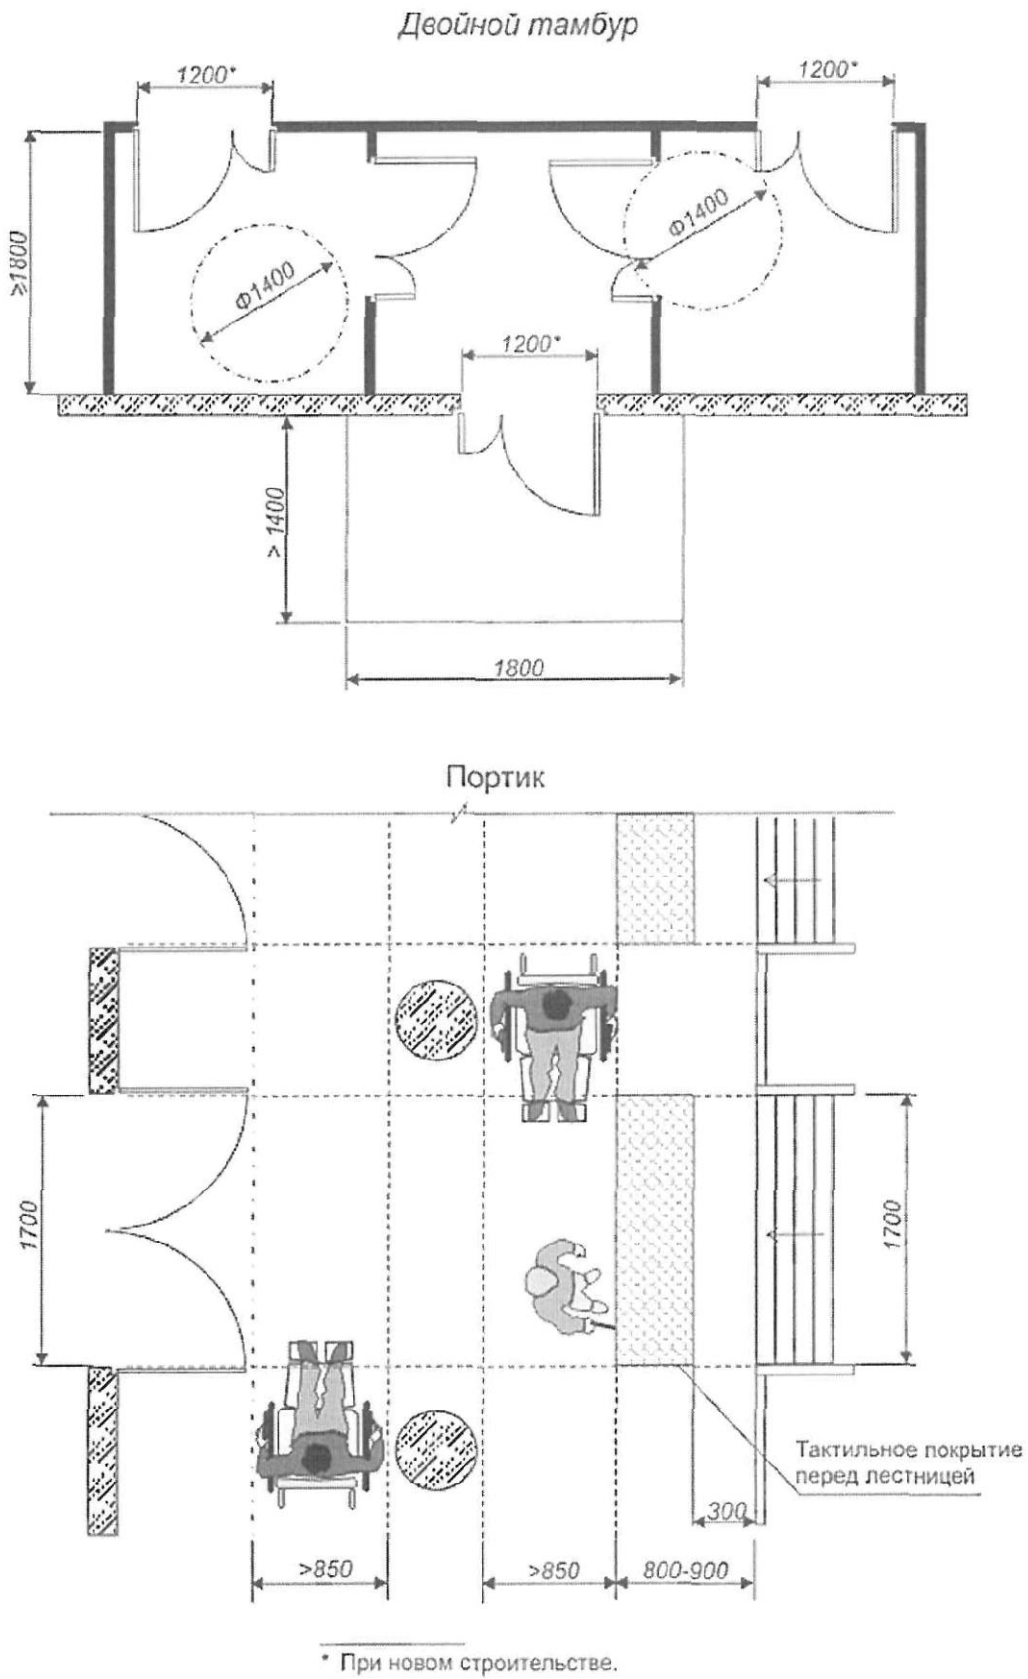 Двойной тамбур
1200*
1200*
≥1800
Ф1400
Ф1400
1200*
> 1400
1800
Портик
1700
1700
Тактильное покрытие
перед лестницей
300
>850
>850
800-900
* При новом строительстве.